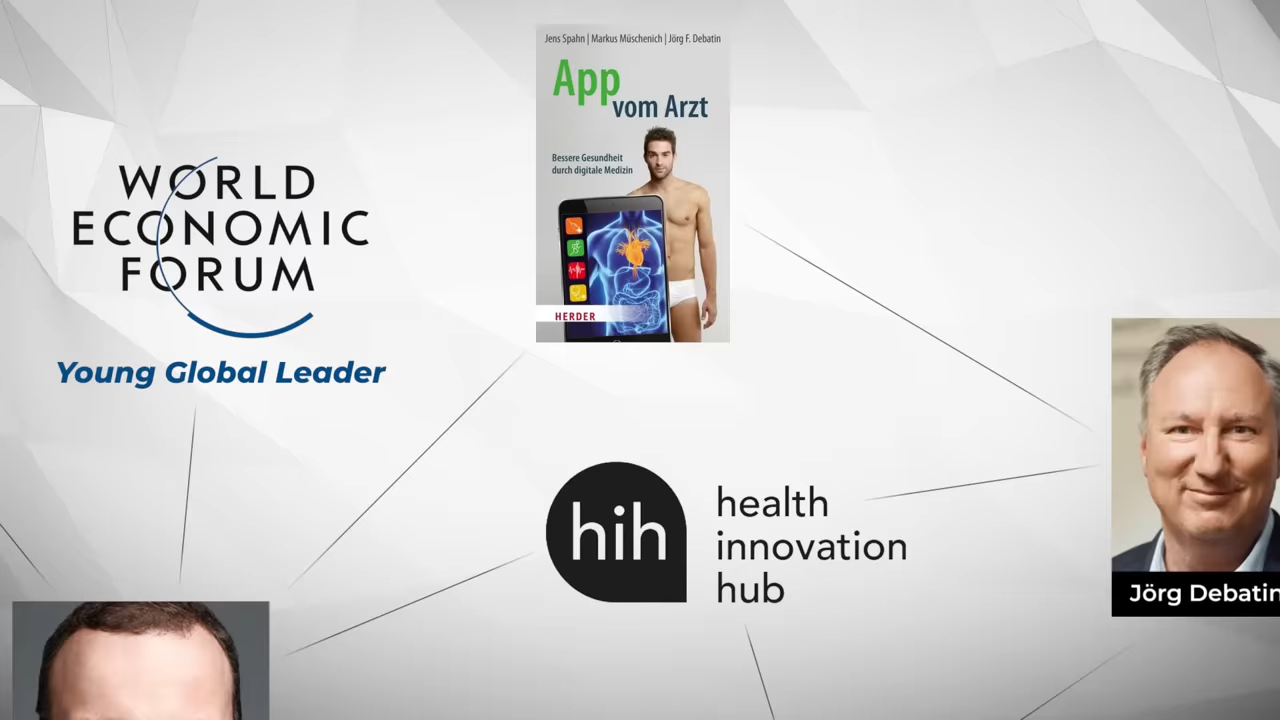 WORLD
ECONOMIC
FORUM
Young Global Leader
Jens Spahn | Markus Müschenich | Jörg F. Debatin
App
vom Arzt
Bessere Gesundheit
durch digitale Medizin
HERDER
hih
health
innovation
hub
Jörg Debatin